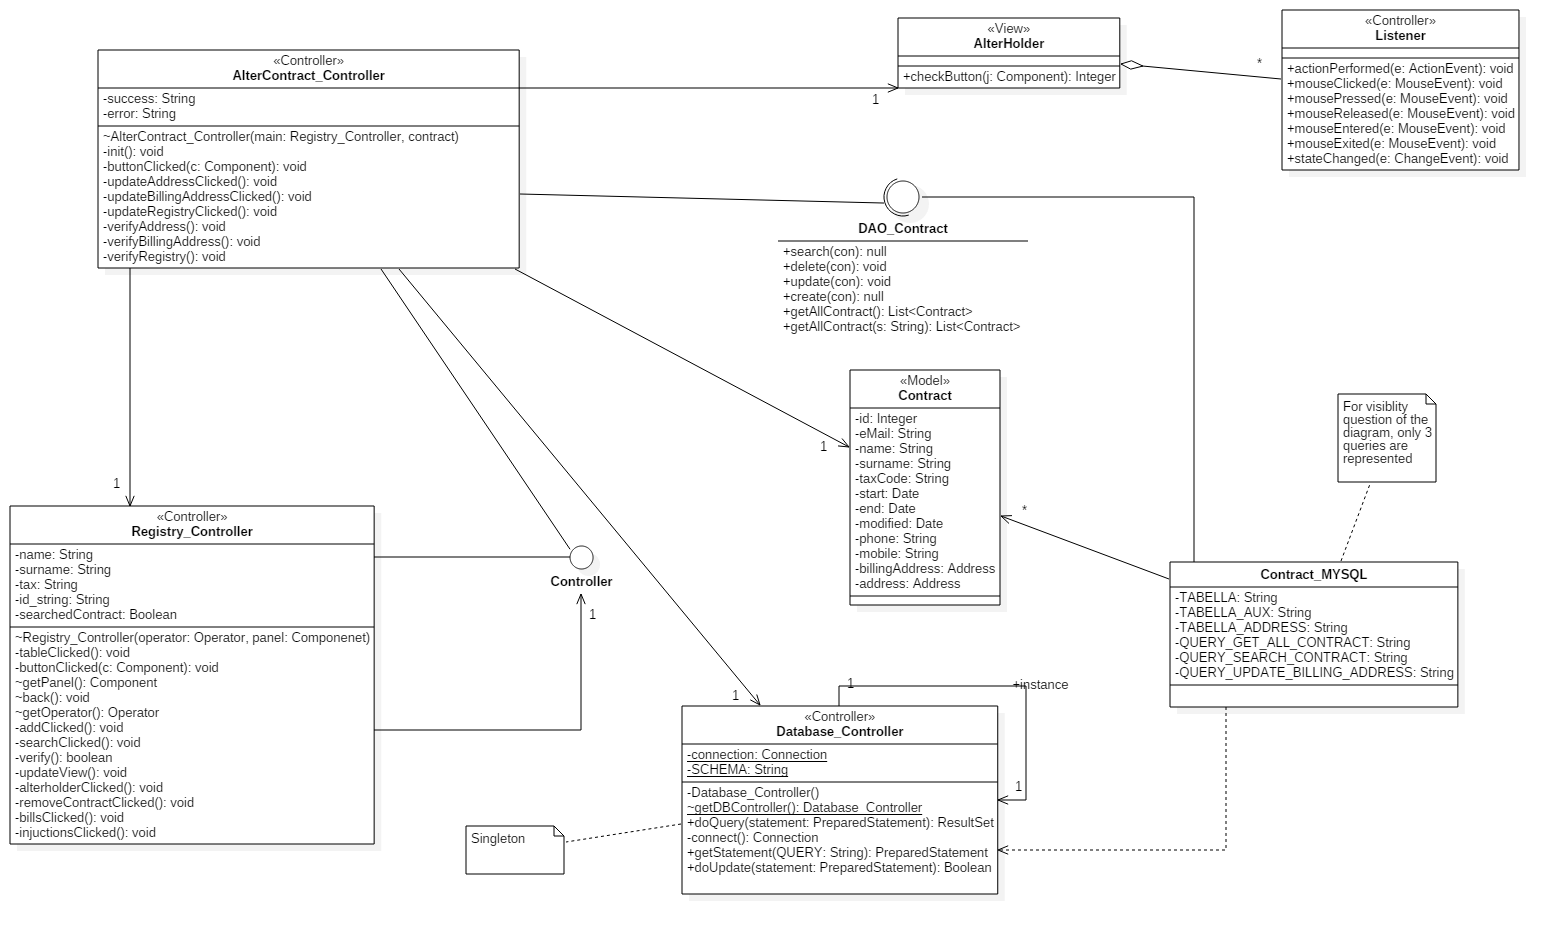 «Controller»
AlterContract_Controller
-success: String
-error: String
~AlterContract_Controller(main: Registry_Controller, contract)
-init(): void
-buttonClicked(c: Component): void
-updateAddressClicked(): void
-updateBillingAddressClicked(): void
-updateRegistryClicked(): void
-verifyAddress(): void
-verifyBillingAddress(): void
-verifyRegistry(): void
1
«View»
AlterHolder
+checkButton(j: Component): Integer
*
«Controller»
Listener
+actionPerformed(e: ActionEvent): void
+mouseClicked(e: MouseEvent): void
+mousePressed(e: MouseEvent): void
+mouseReleased(e: MouseEvent): void
+mouseEntered(e: MouseEvent): void
+mouseExited(e: MouseEvent): void
+stateChanged(e: ChangeEvent): void
DAO_Contract
+search(con): null
+delete(con): void
+update(con): void
+create(con): null
+getAllContract(): List<Contract>
+getAllContract(s: String): List<Contract>
1
«Model»
Contract
-id: Integer
-eMail: String
-name: String
-surname: String
-taxCode: String
-start: Date
-end: Date
-modified: Date
-phone: String
-mobile: String
-billingAddress: Address
-address: Address
*
For visiblity
question of the
diagram, only 3
queries are
represented
Contract_MYSQL
-TABELLA: String
-TABELLA_AUX: String
-TABELLA_ADDRESS: String
-QUERY_GET_ALL_CONTRACT: String
-QUERY_SEARCH_CONTRACT: String
-QUERY_UPDATE_BILLING_ADDRESS: String
1
«Controller»
Registry_Controller
-name: String
-surname: String
-tax: String
-id_string: String
-searchedContract: Boolean
~Registry_Controller(operator: Operator, panel: Componenet)
-tableClicked(): void
-buttonClicked(c: Component): void
~getPanel(): Component
~back(): void
~getOperator(): Operator
-addClicked(): void
-searchClicked(): void
-verify(): boolean
-updateView(): void
-alterholderClicked(): void
-removeContractClicked(): void
-billsClicked(): void
-injuctionsClicked(): void
Controller
1
1
1
+instance
1
«Controller»
Database_Controller
-connection: Connection
-SCHEMA: String
-Database_Controller()
~getDBController(): Database_Controller
+doQuery(statement: PreparedStatement): ResultSet
-connect(): Connection
+getStatement(QUERY: String): PreparedStatement
+doUpdate(statement: PreparedStatement): Boolean
Singleton